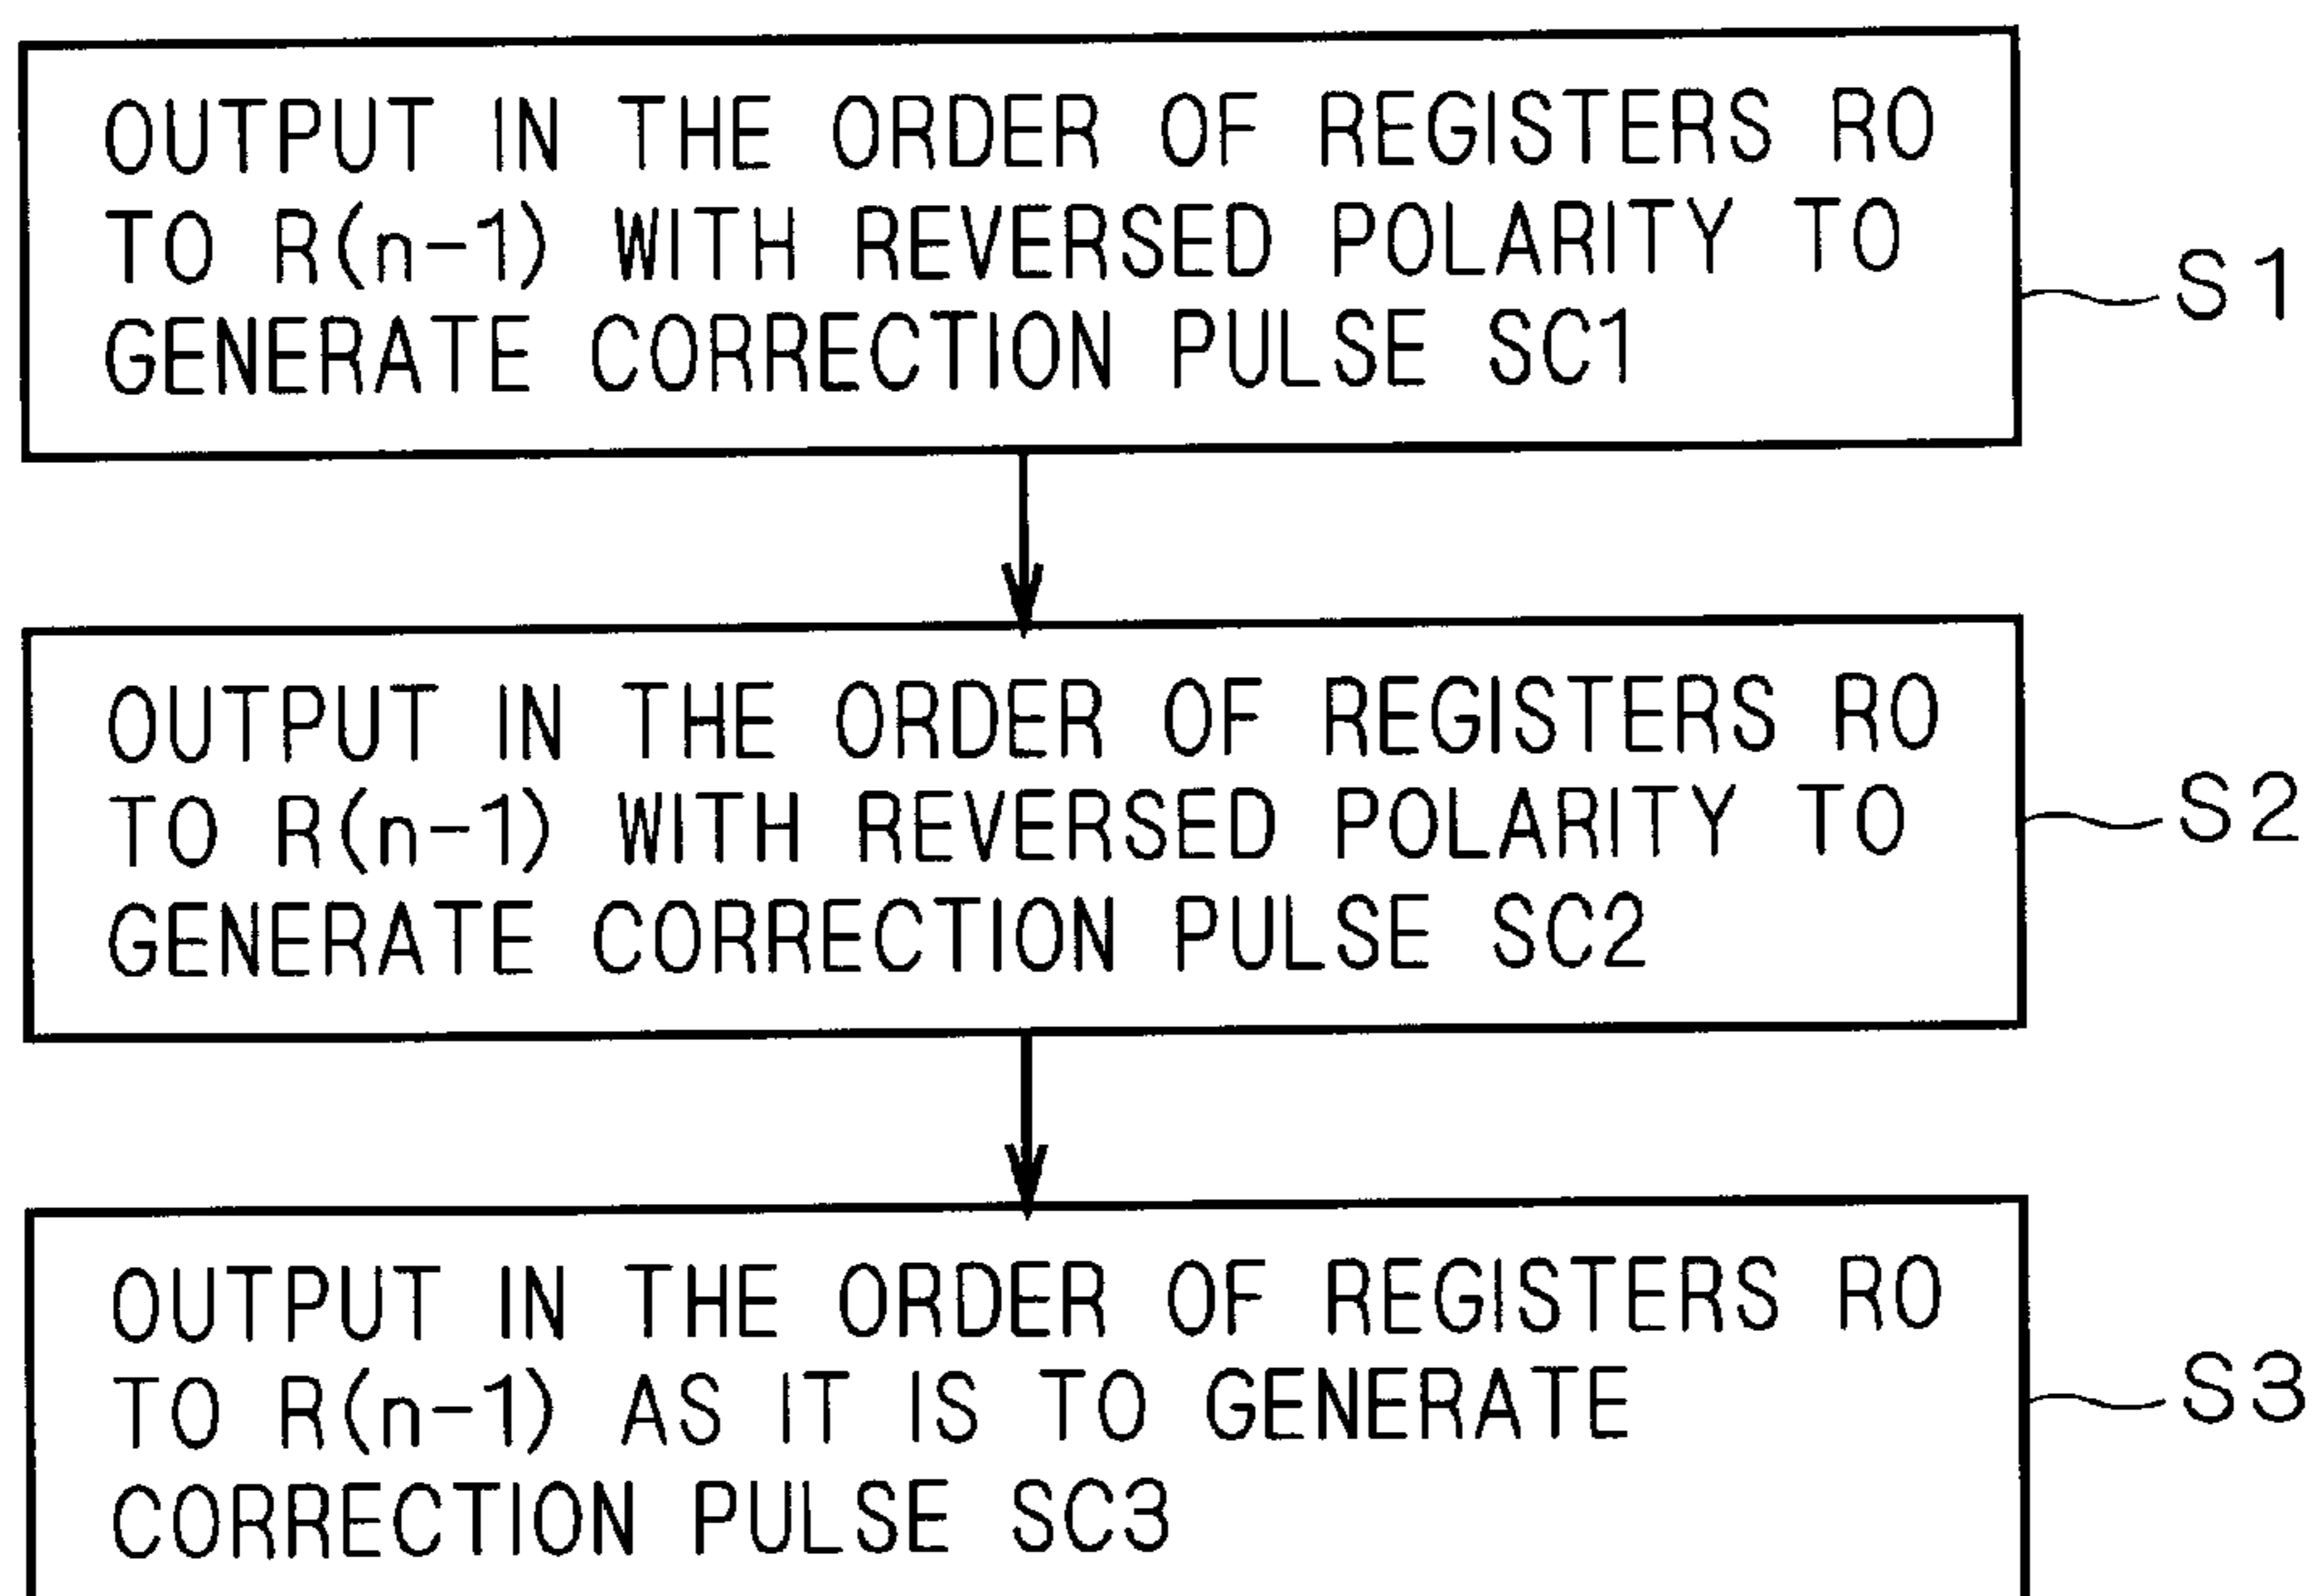 OUTPUT IN THE ORDER OF REGISTERS R0
TO R(n-1) WITH REVERSED POLARITY TO
GENERATE CORRECTION PULSE SC1
S1
OUTPUT IN THE ORDER OF REGISTERS R0
TO R(n-1) WITH REVERSED POLARITY TO
GENERATE CORRECTION PULSE SC2
S2
OUTPUT IN THE ORDER OF REGISTERS R0
TO R(n-1) AS IT IS TO GENERATE
CORRECTION PULSE SC3
S3